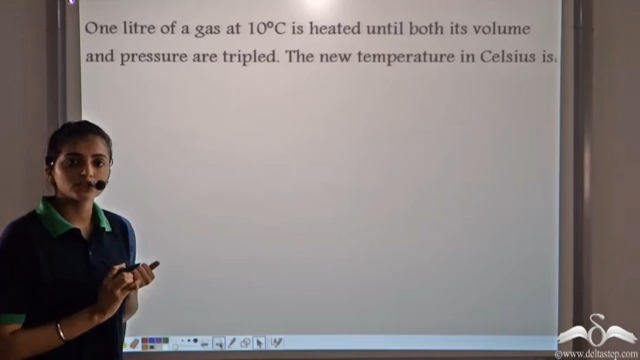 One litre of a gas at 10°C is heated until both its volume
and pressure are tripled. The new temperature in Celsius is.
©www.deltastep.com